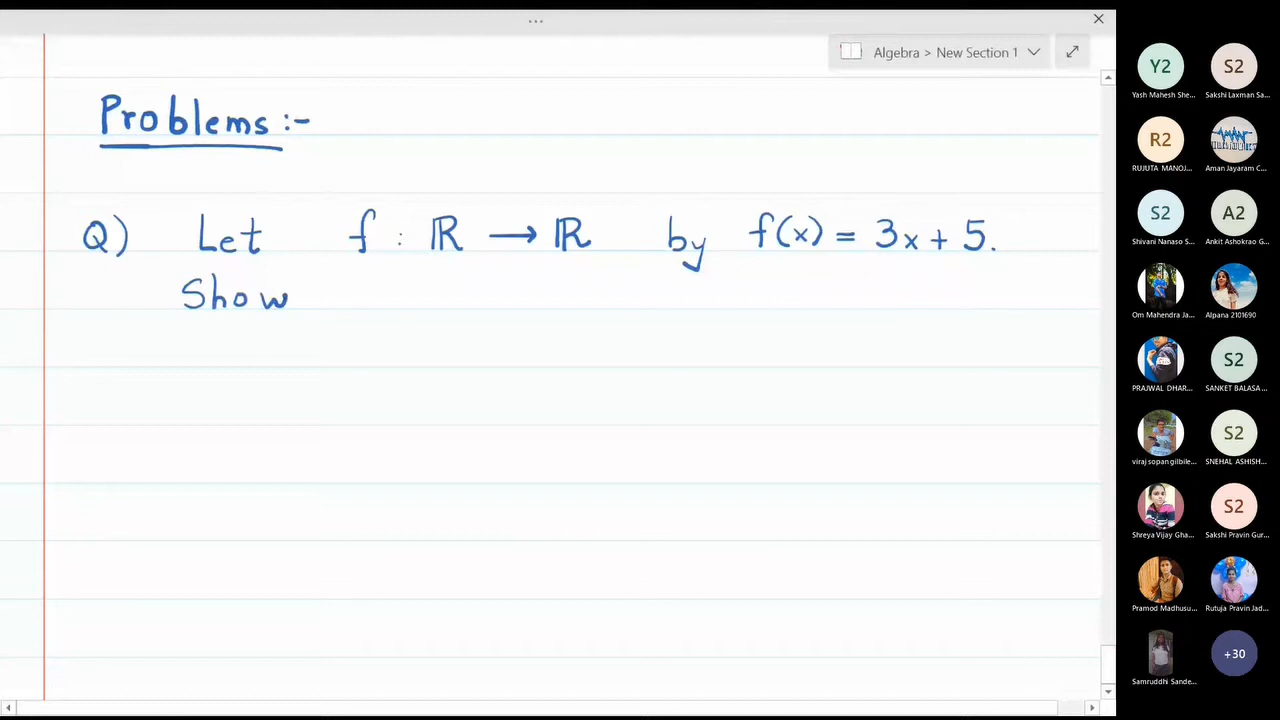 Algebra > New Section 1
Problems :-
Q) Let f : ℝ → ℝ by f(x) = 3x + 5.
Show
Y2
S2
Yash Mahesh She...
Sakshi Laxman Sa...
R2
RUJUTA MANOJ...
Aman Jayaram C...
S2
A2
Shivani Nanaso S...
Ankit Ashokrao G...
Om Mahendra Ja...
Alpana 2101690
S2
PRAJWAL DHAR...
SANKET BALASA...
S2
viraj sopan gilbile...
SNEHAL ASHISH...
S2
Shreya Vijay Gha...
Sakshi Pravin Gur...
Pramod Madhusu...
Rutuja Pravin Jad...
+30
Samruddhi Sande...